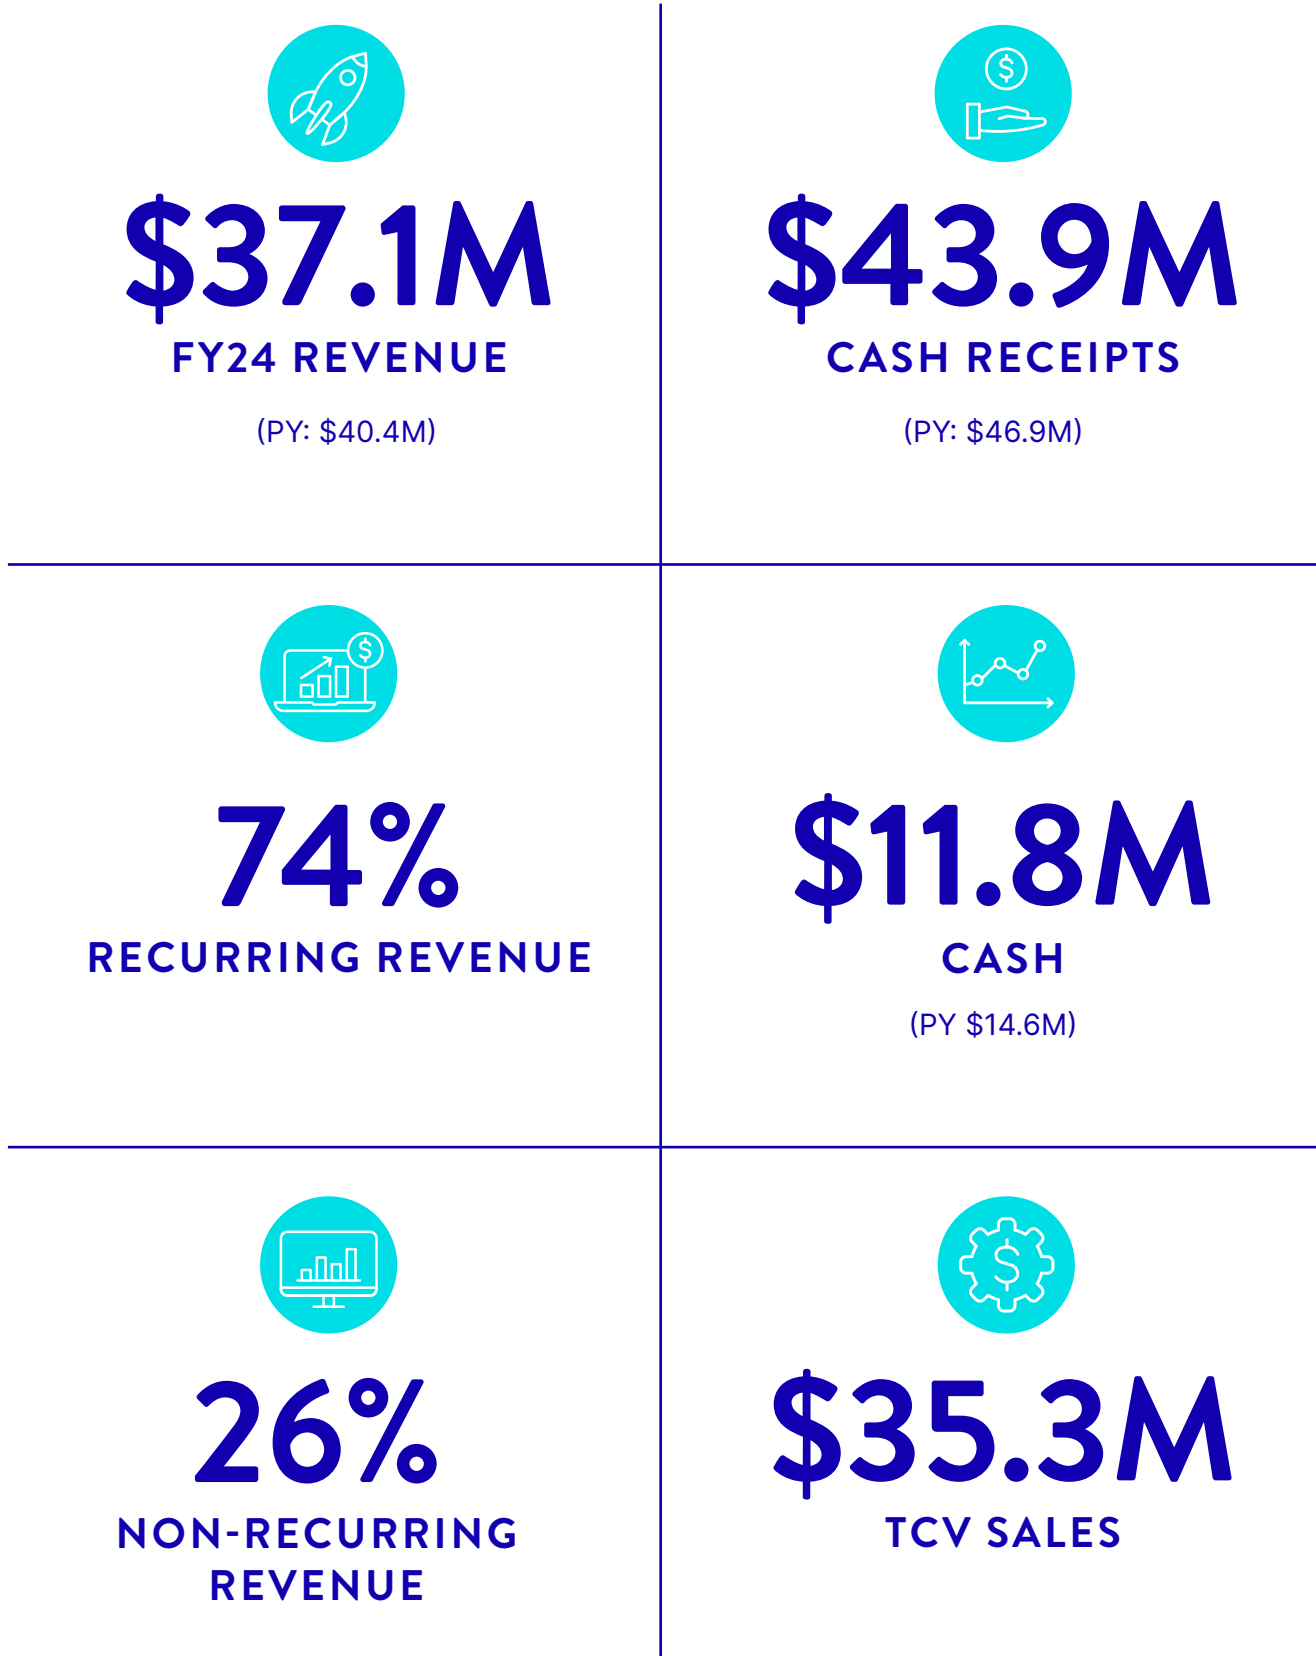 $37.1M
FY24 REVENUE
(PY: $40.4M)
$43.9M
CASH RECEIPTS
(PY: $46.9M)
74%
RECURRING REVENUE
$11.8M
CASH
(PY $14.6M)
26%
NON-RECURRING
REVENUE
$35.3M
TCV SALES